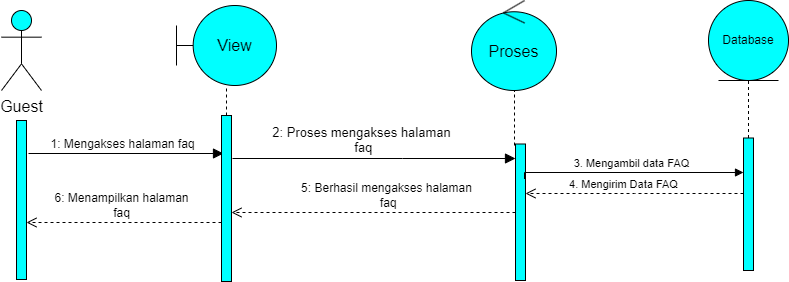 View
Proses
Database
Guest
1: Mengakses halaman faq
2: Proses mengakses halaman
faq
3. Mengambil data FAQ
4. Mengirim Data FAQ
5: Berhasil mengakses halaman
faq
6: Menampilkan halaman
faq